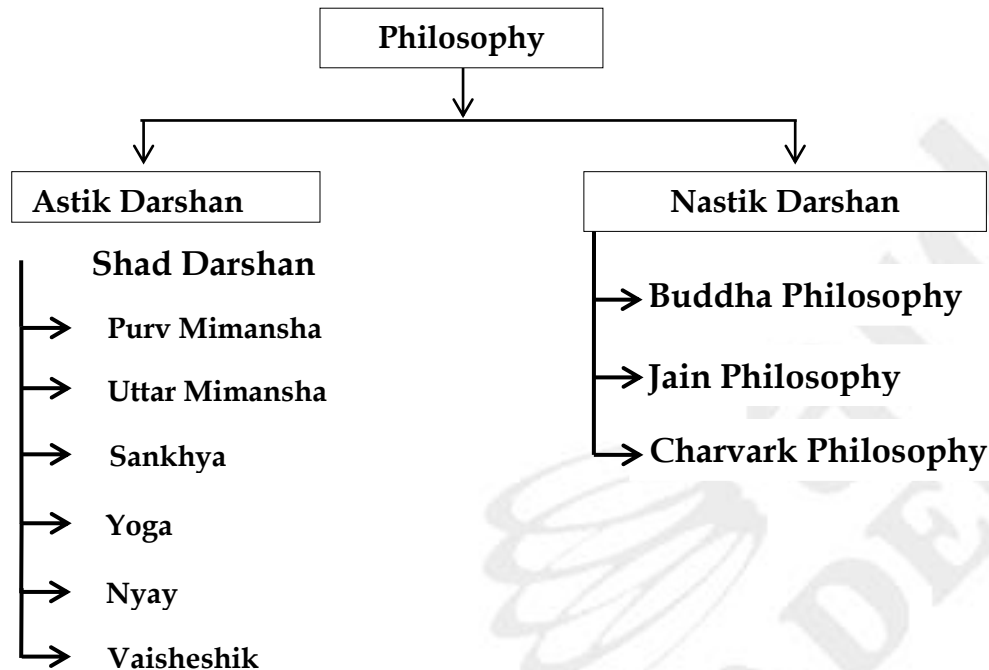 Philosophy
Astik Darshan
Shad Darshan
Purv Mimansha
Uttar Mimansha
Sankhya
Yoga
Nyay
Vaisheshik
Nastik Darshan
Buddha Philosophy
Jain Philosophy
Charvark Philosophy